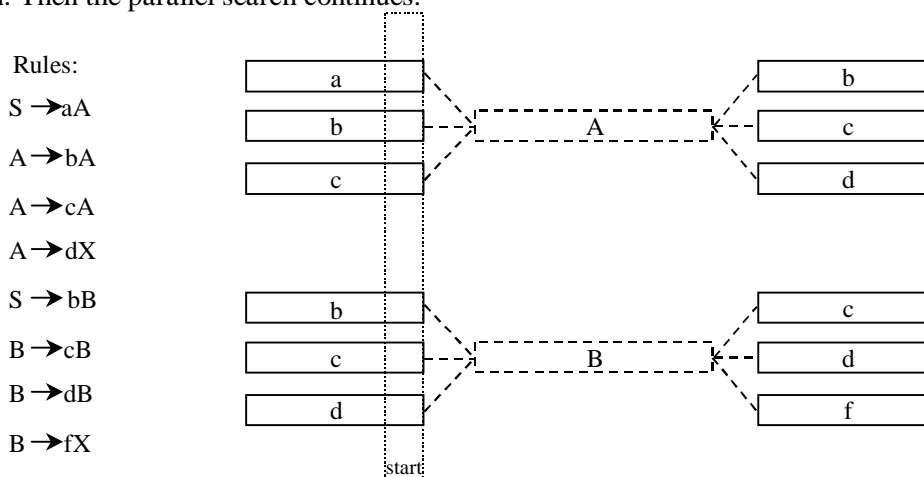 Then the parallel search continues.
Rules:
S → aA
A → bA
A → cA
A → dX
S → bB
B → cB
B → dB
B → fX
a
b
c
A
b
c
d
b
c
d
B
c
d
f
start